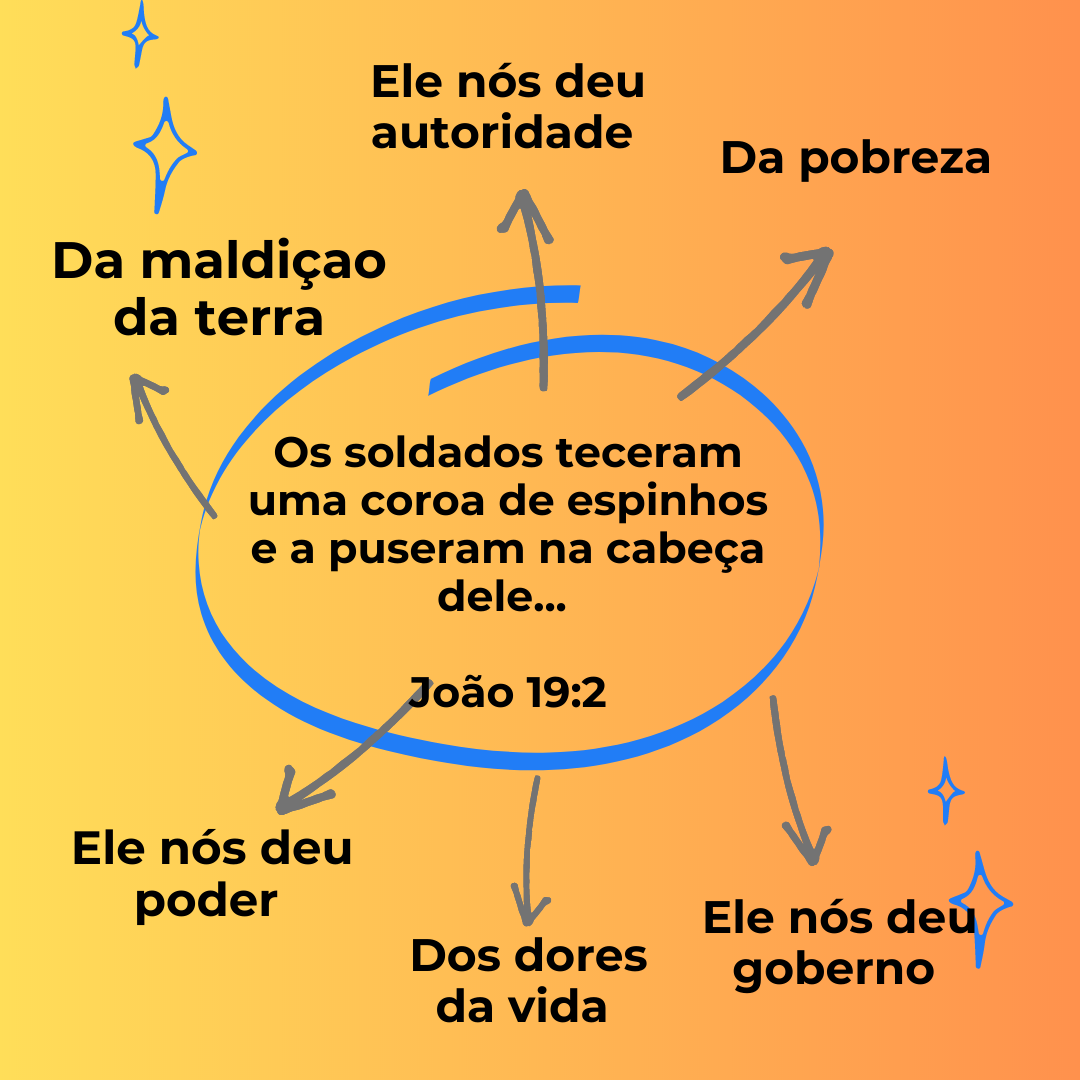 Ele nós deu
autoridade
Da pobreza
Da maldiçao
da terra
Os soldados teceram
uma coroa de espinhos
e a puseram na cabeça
dele...
João 19:2
Ele nós deu
poder
Dos dores
da vida
Ele nós deu
goberno